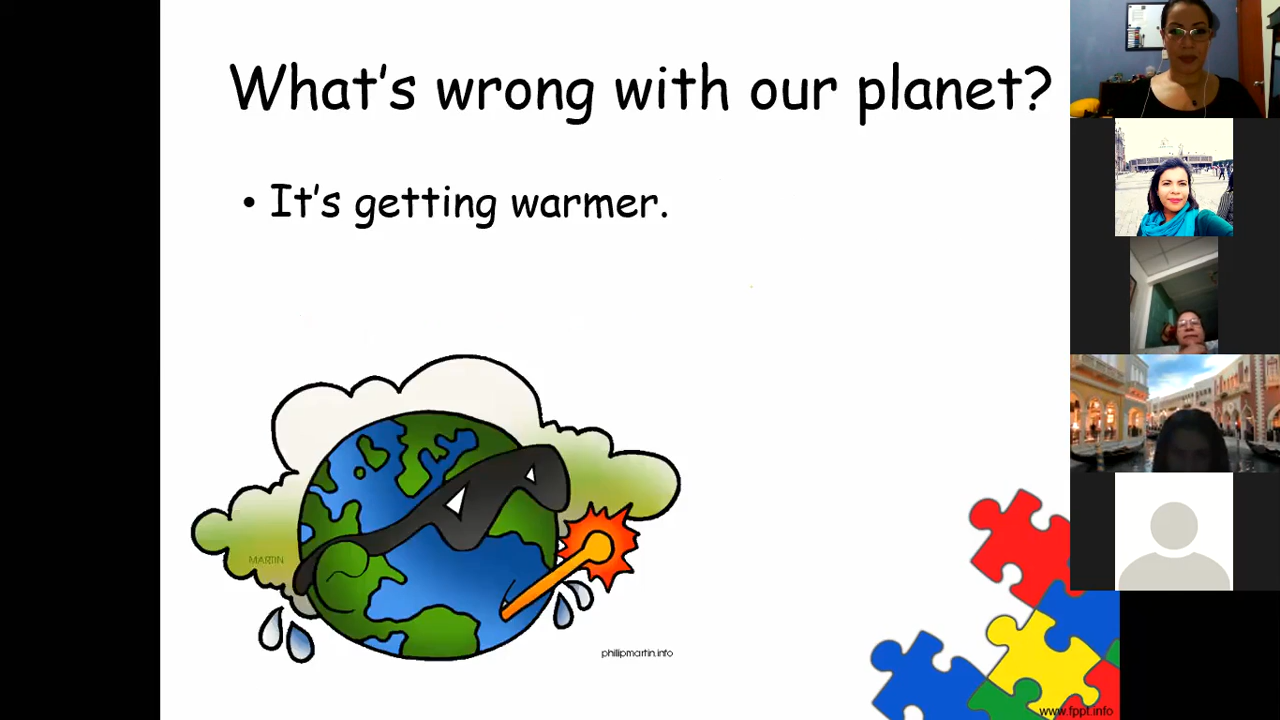 What's wrong with our planet?
• It's getting warmer.
MARTIN
phillipmartin.info
www.fppt.info